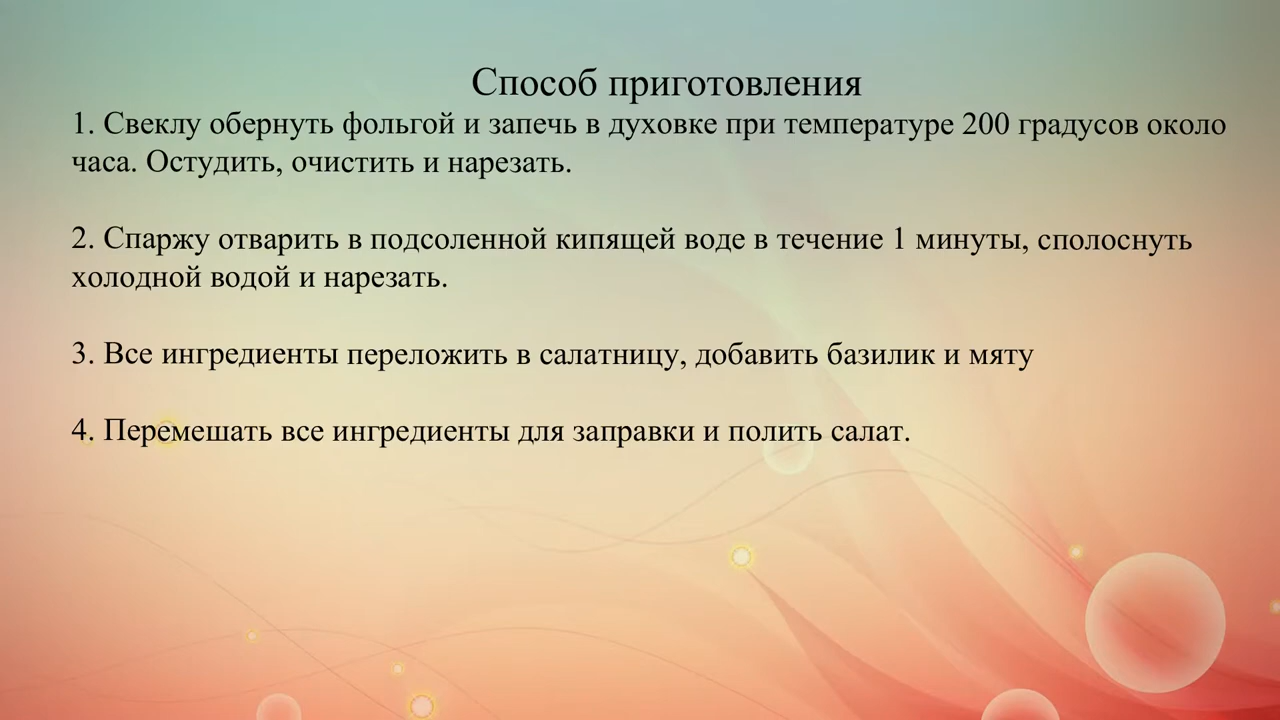 Способ приготовления
1. Свеклу обернуть фольгой и запечь в духовке при температуре 200 градусов около
часа. Остудить, очистить и нарезать.
2. Спаржу отварить в подсоленной кипящей воде в течение 1 минуты, сполоснуть
холодной водой и нарезать.
3. Все ингредиенты переложить в салатницу, добавить базилик и мяту
4. Перемешать все ингредиенты для заправки и полить салат.